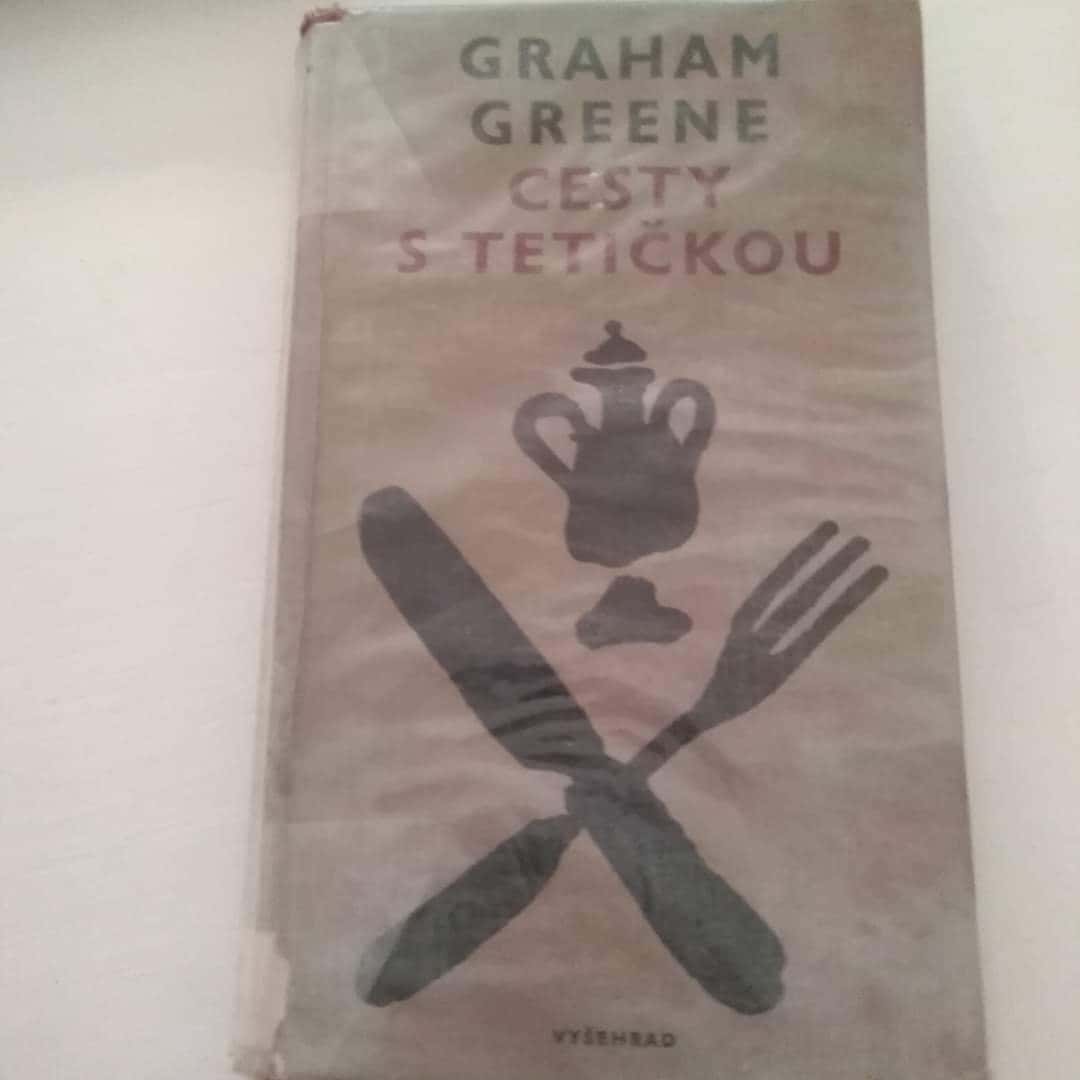 GRAHAM
GREENE
CESTY
S TETIČKOU
VYŠEHRAD